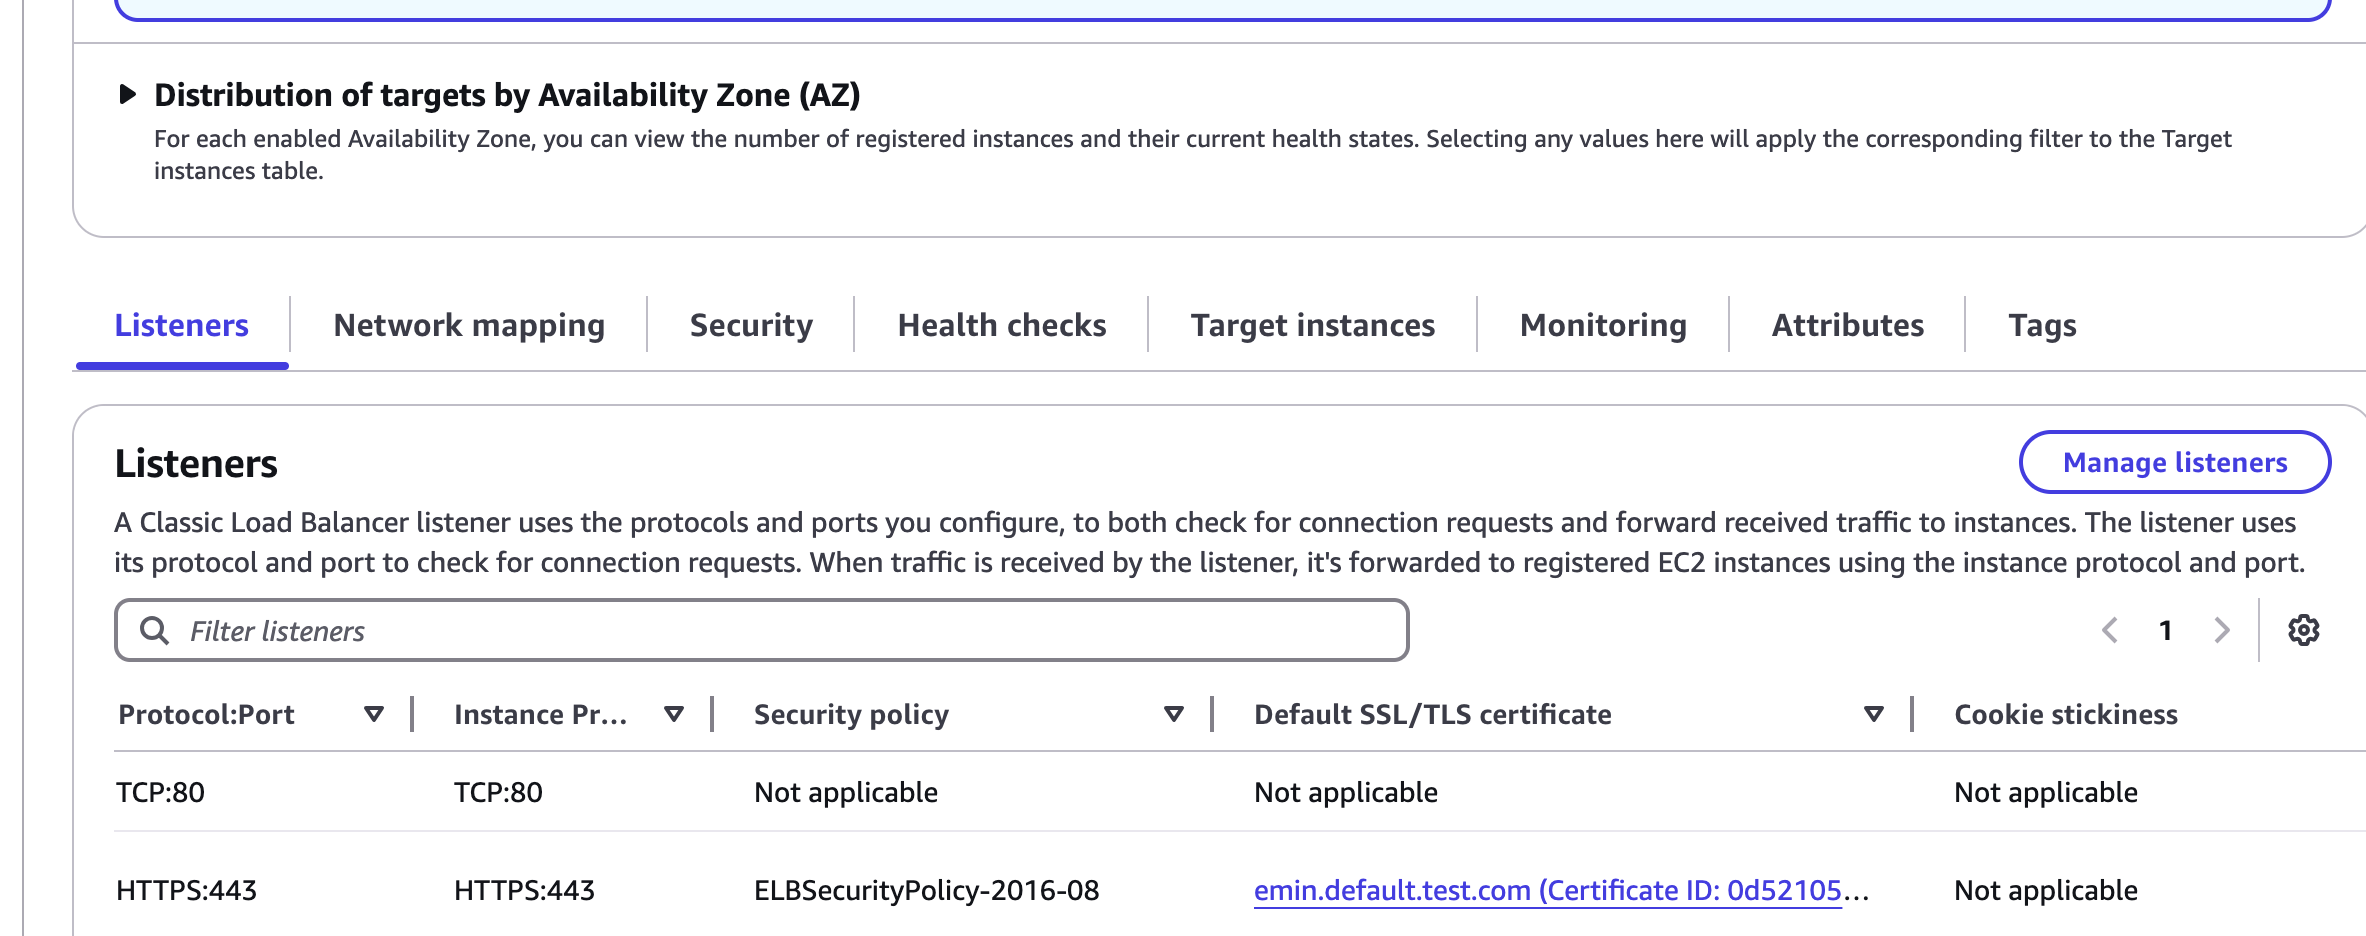 Distribution of targets by Availability Zone (AZ)
For each enabled Availability Zone, you can view the number of registered instances and their current health states. Selecting any values here will apply the corresponding filter to the Target
instances table.
Listeners Network mapping Security Health checks Target instances Monitoring Attributes Tags
Listeners Manage listeners
A Classic Load Balancer listener uses the protocols and ports you configure, to both check for connection requests and forward received traffic to instances. The listener uses
its protocol and port to check for connection requests. When traffic is received by the listener, it's forwarded to registered EC2 instances using the instance protocol and port.
Filter listeners 1
Protocol:Port Instance Pr... Security policy Default SSL/TLS certificate Cookie stickiness
TCP:80 TCP:80 Not applicable Not applicable Not applicable
HTTPS:443 HTTPS:443 ELBSecurityPolicy-2016-08 emin.default.test.com (Certificate ID: 0d52105... Not applicable